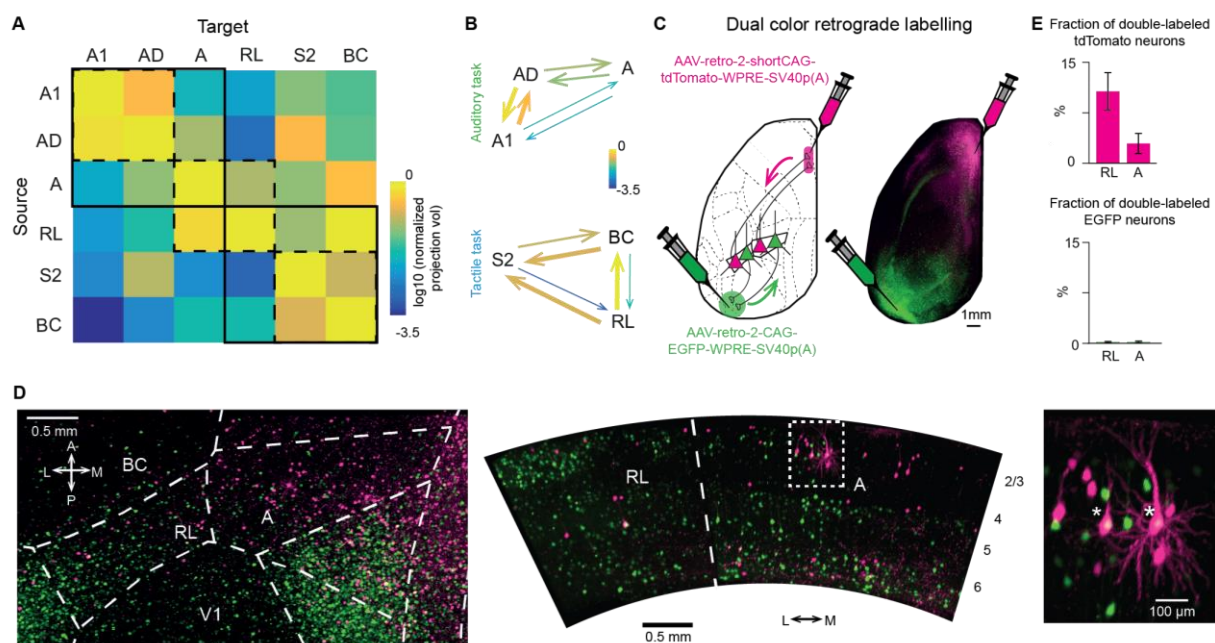 A
Target
A1 AD A RL S2 BC
Source
A1
AD
A
RL
S2
BC
0
log10 (normalized
projection vol)
-3.5
B
Auditory task
AD
A
A1
0
-3.5
Tactile task
BC
S2
RL
C
Dual color retrograde labelling
AAV-retro-2-shortCAG-
tdTomato-WPRE-SV40p(A)
AAV-retro-2-CAG-
EGFP-WPRE-SV40p(A)
1mm
E
Fraction of double-labeled
tdTomato neurons
15
%
0
RL A
Fraction of double-labeled
EGFP neurons
15
%
0
RL A
D
0.5 mm
A
L M
P
BC
RL
A
V1
RL
A
2/3
4
5
6
L M
0.5 mm
* *
100 µm